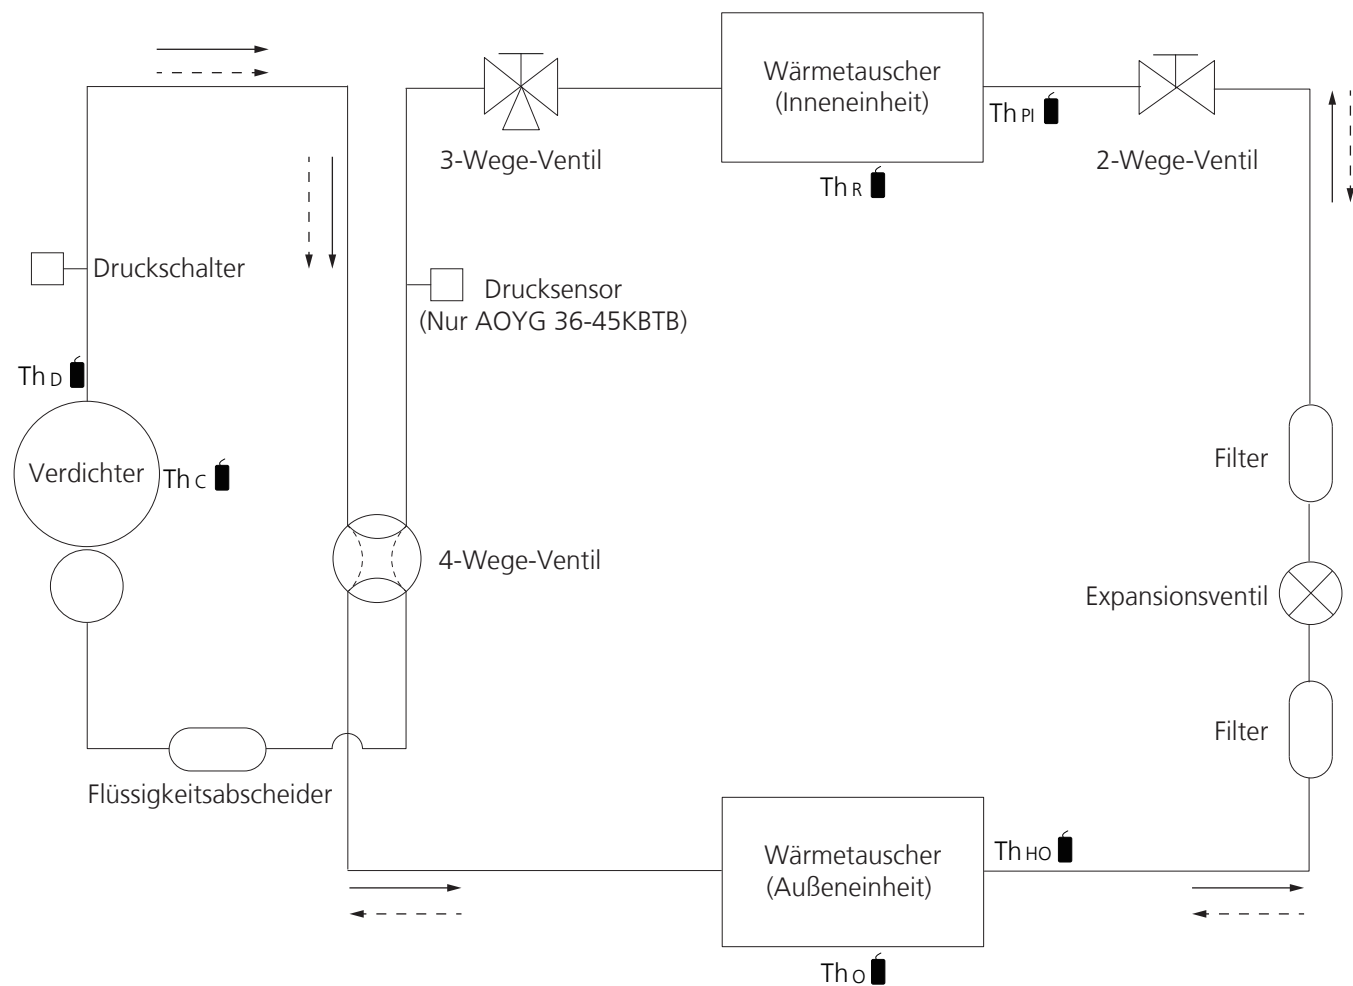 Wärmetauscher
(Inneneinheit)
Th PI
3-Wege-Ventil
2-Wege-Ventil
Th R
Druckschalter
Drucksensor
(Nur AOYG 36-45KBTB)
Th D
Verdichter
Th C
Filter
4-Wege-Ventil
Expansionsventil
Filter
Flüssigkeitsabscheider
Wärmetauscher
(Außeneinheit)
Th HO
Th O